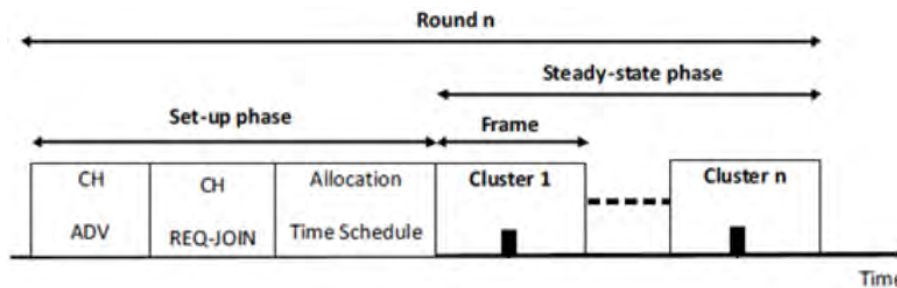 Round n
Steady-state phase
Set-up phase
Frame
CH
ADV
CH
REQ-JOIN
Allocation
Time Schedule
Cluster 1
Cluster n
Time